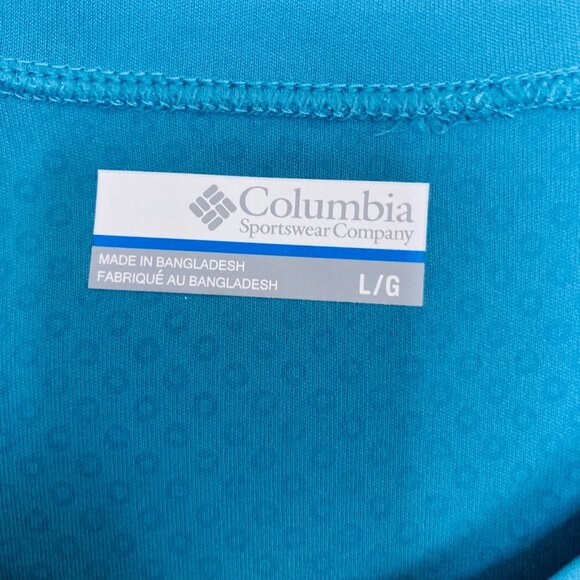 Columbia
Sportswear Company
MADE IN BANGLADESH
FABRIQUÉ AU BANGLADESH
L/G